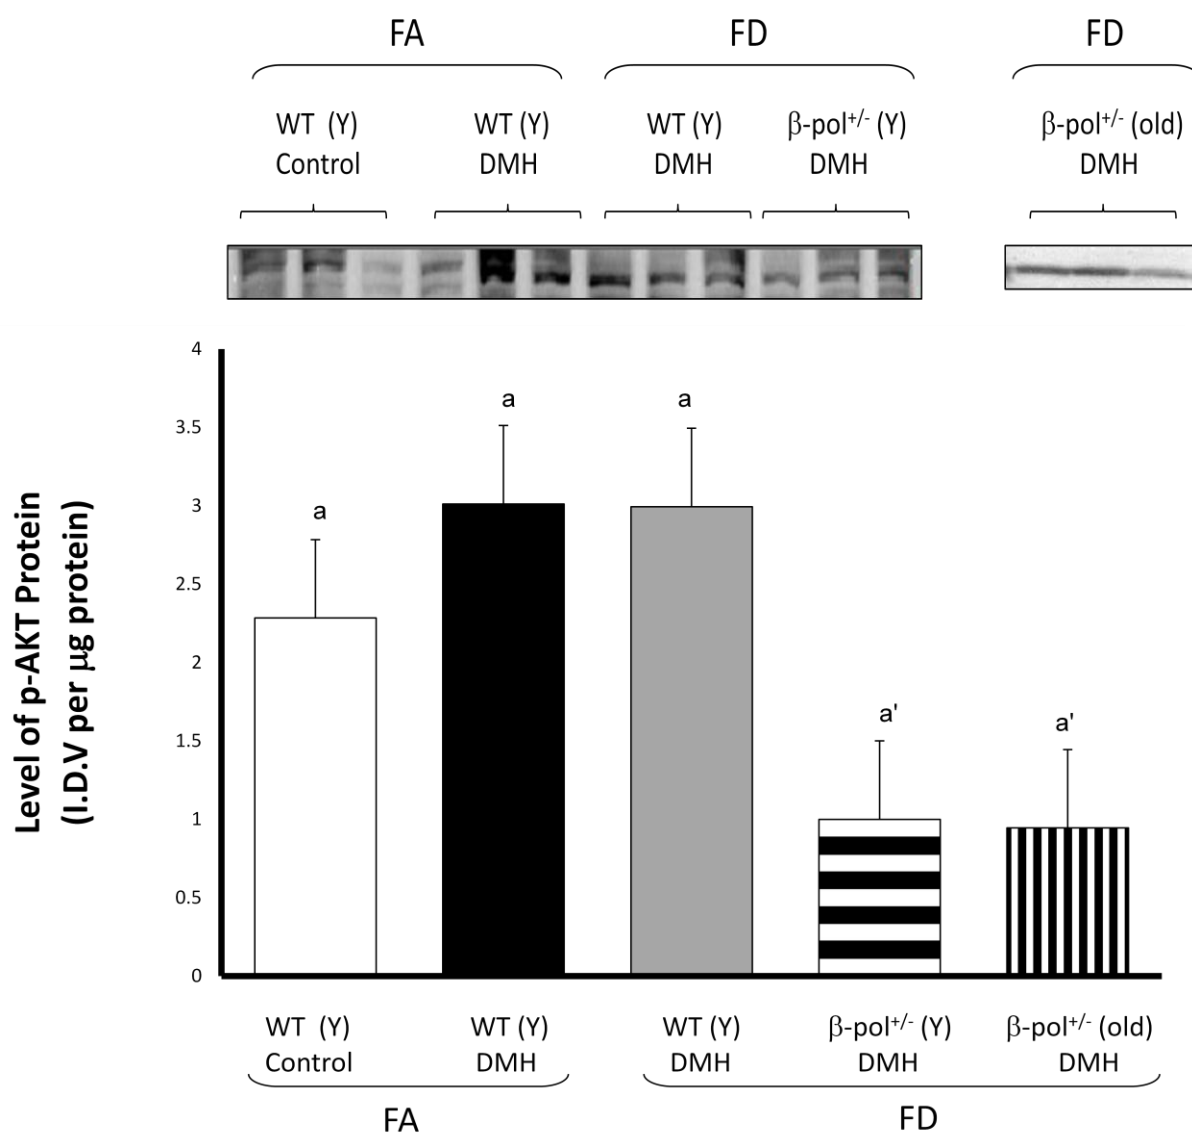 FA FD FD
WT (Y) WT (Y) WT (Y) β-pol+/- (Y) β-pol+/- (old)
Control DMH DMH DMH DMH
4
3.5
3
2.5
2
1.5
1
0.5
0
Level of p-AKT Protein
(I.D.V per μg protein)
a
a
a
a'
a'
WT (Y) WT (Y) WT (Y) β-pol+/- (Y) β-pol+/- (old)
Control DMH DMH DMH DMH
FA FD